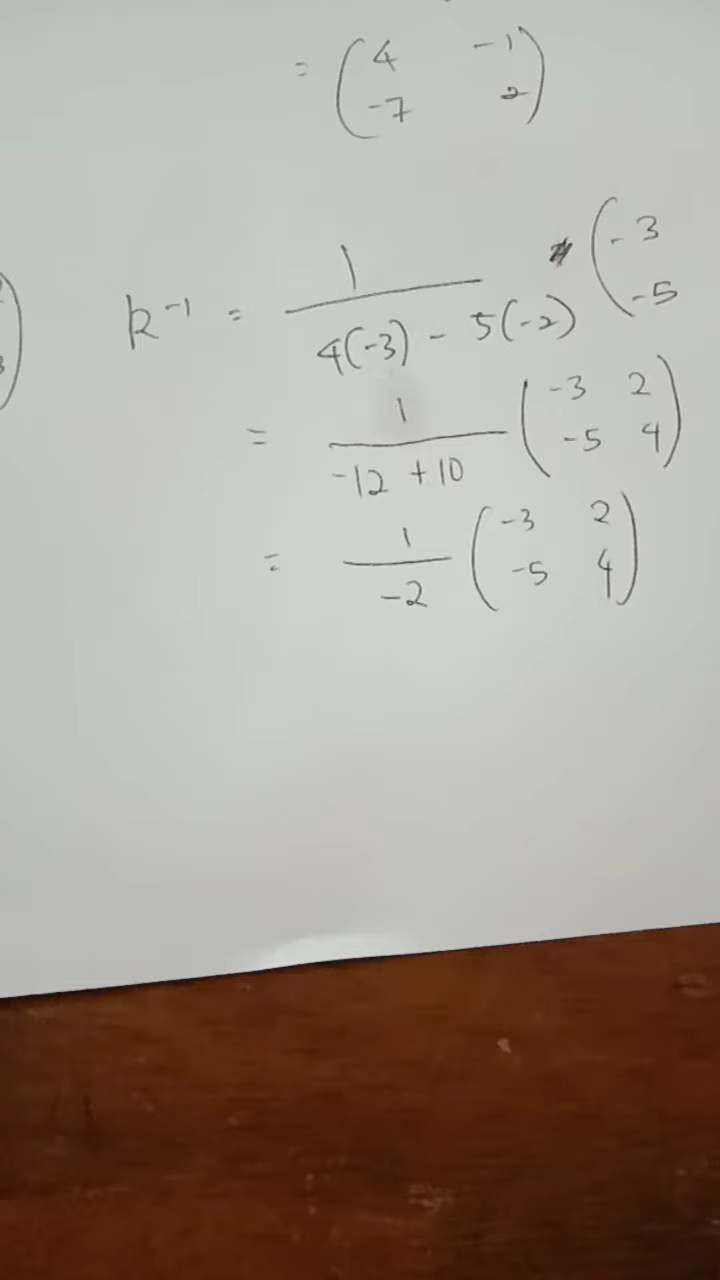 = (4 -1
-7 2)
k⁻¹ = 1 / (4(-3) - 5(-2)) (-3
-5
= 1 / (-12 + 10) (-3 2
-5 4)
= 1 / -2 (-3 2
-5 4)